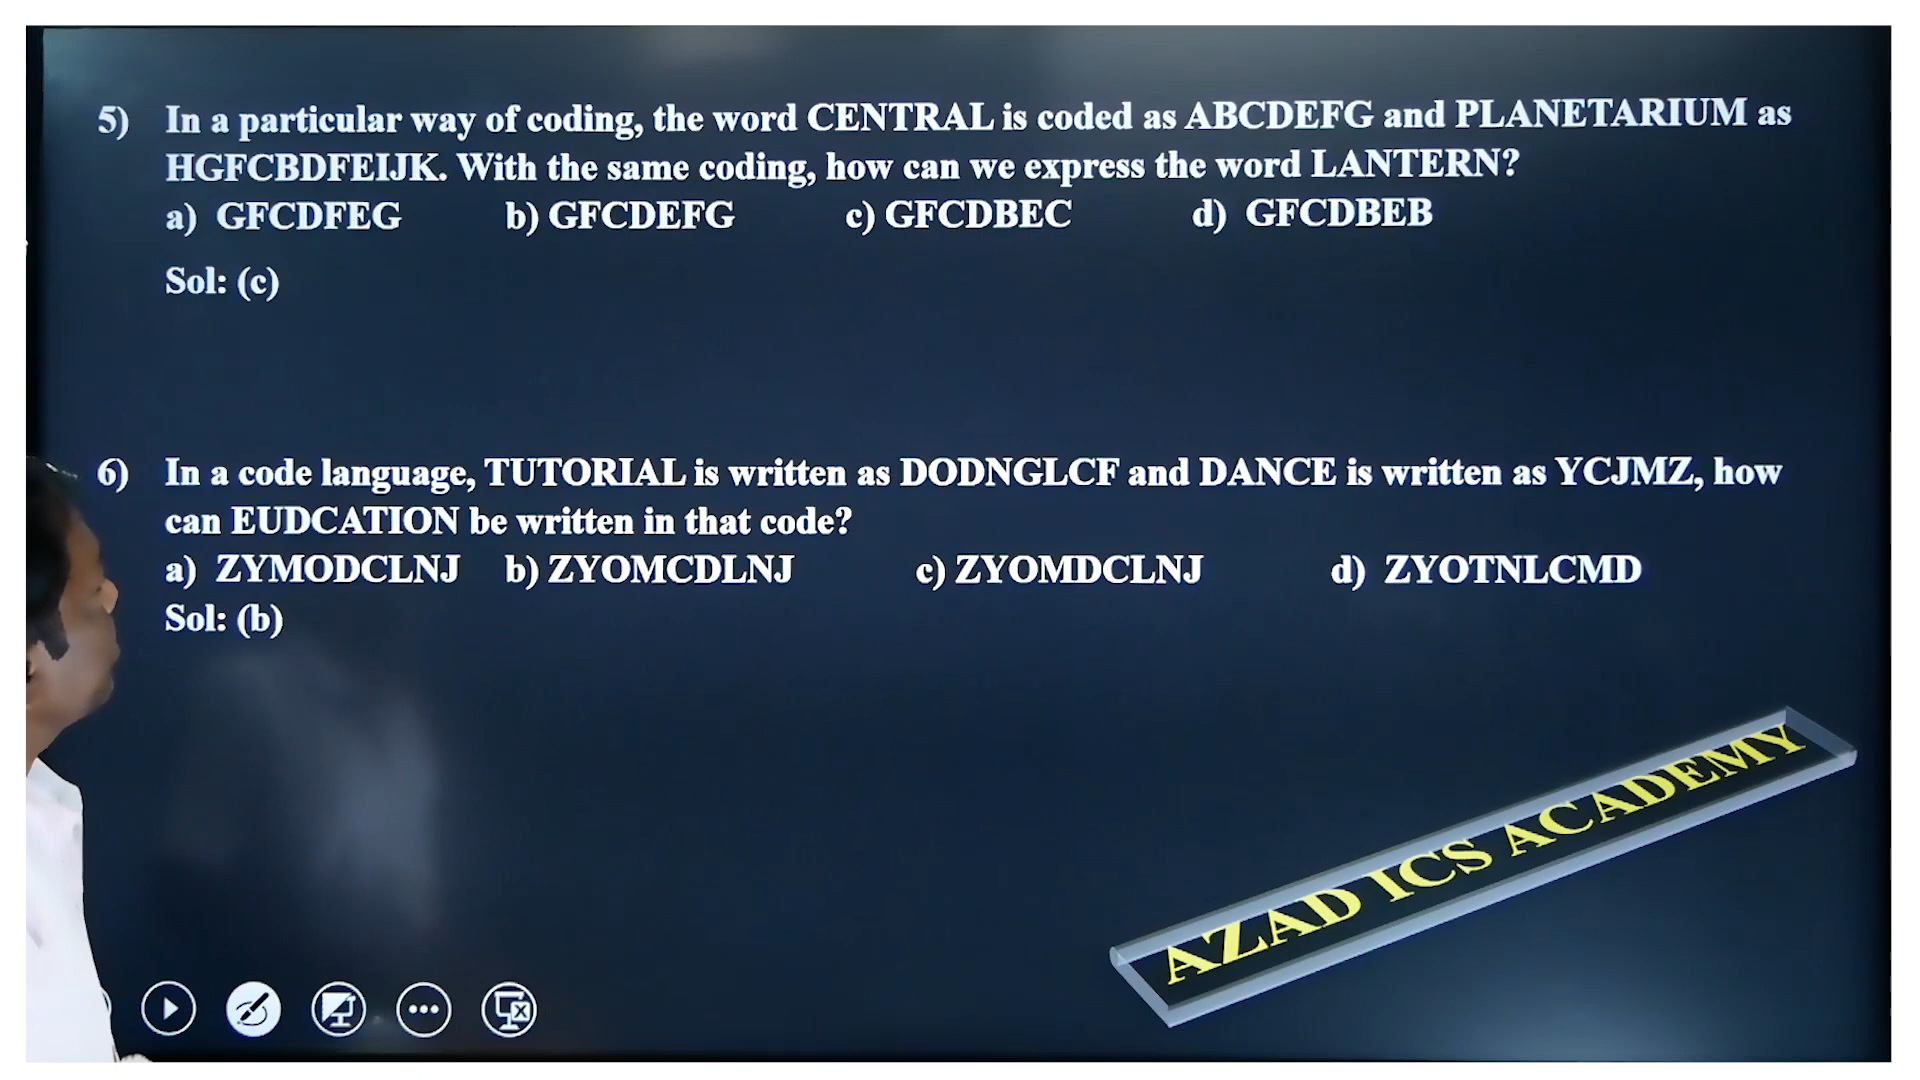 5) In a particular way of coding, the word CENTRAL is coded as ABCDEFG and PLANETARIUM as
HGFCBDFEIJK. With the same coding, how can we express the word LANTERN?
a) GFCDFEG b) GFCDEFG c) GFCDBEC d) GFCDBEB
Sol: (c)
6) In a code language, TUTORIAL is written as DODNGLCF and DANCE is written as YCJMZ, how
can EUDCATION be written in that code?
a) ZYMODCLNJ b) ZYOMCDLNJ c) ZYOMDCLNJ d) ZYOTNLCMD
Sol: (b)
AZAD ICS ACADEMY